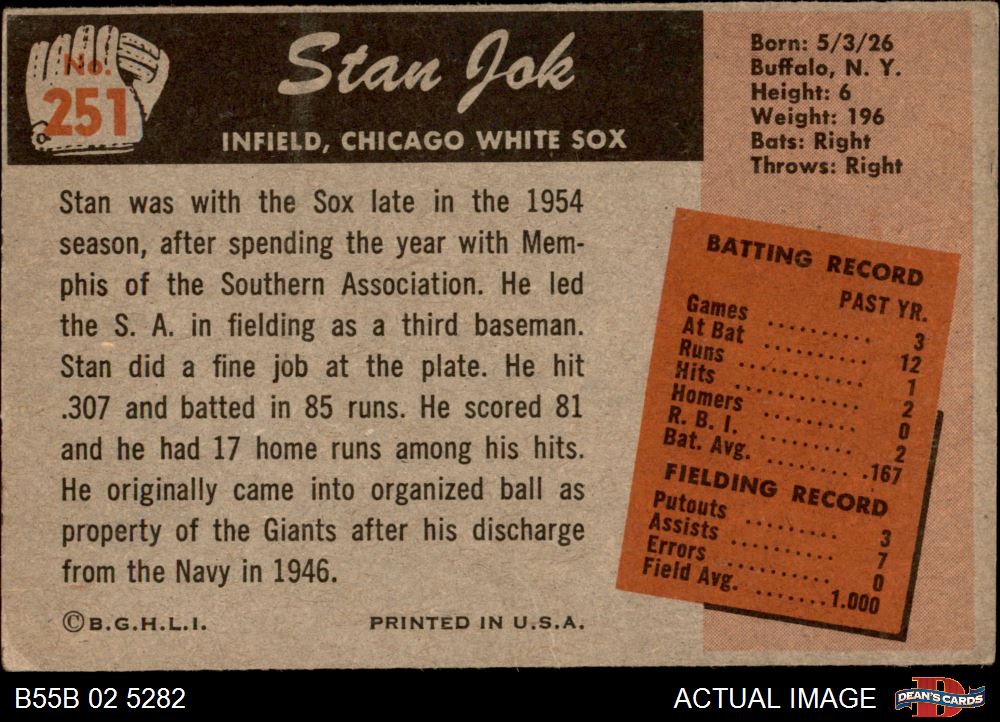 No.
251
Stan Jok
INFIELD, CHICAGO WHITE SOX
Born: 5/3/26
Buffalo, N. Y.
Height: 6
Weight: 196
Bats: Right
Throws: Right
Stan was with the Sox late in the 1954
season, after spending the year with Mem-
phis of the Southern Association. He led
the S. A. in fielding as a third baseman.
Stan did a fine job at the plate. He hit
.307 and batted in 85 runs. He scored 81
and he had 17 home runs among his hits.
He originally came into organized ball as
property of the Giants after his discharge
from the Navy in 1946.
©B.G.H.L.I.
PRINTED IN U.S.A.
BATTING RECORD
PAST YR.
Games .......... 3
At Bat .......... 12
Runs ............ 1
Hits ............ 2
Homers ......... 0
R. B. I. ......... 2
Bat. Avg. ........ .167
FIELDING RECORD
Putouts ......... 3
Assists .......... 7
Errors .......... 0
Field Avg. ....... 1.000
B55B 02 5282
ACTUAL IMAGE
D
DEAN'S CARDS